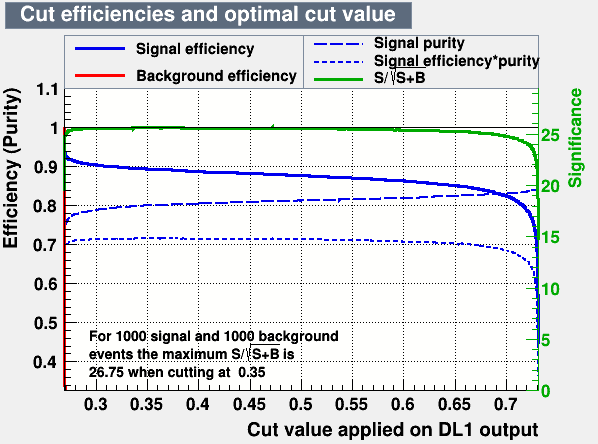 Cut efficiencies and optimal cut value
Signal efficiency
Background efficiency
Signal purity
Signal efficiency*purity
S/√S+B
Efficiency (Purity)
1.1
1
0.9
0.8
0.7
0.6
0.5
0.4
Significance
25
20
15
10
5
0
For 1000 signal and 1000 background
events the maximum S/√S+B is
26.75 when cutting at 0.35
0.3 0.35 0.4 0.45 0.5 0.55 0.6 0.65 0.7
Cut value applied on DL1 output